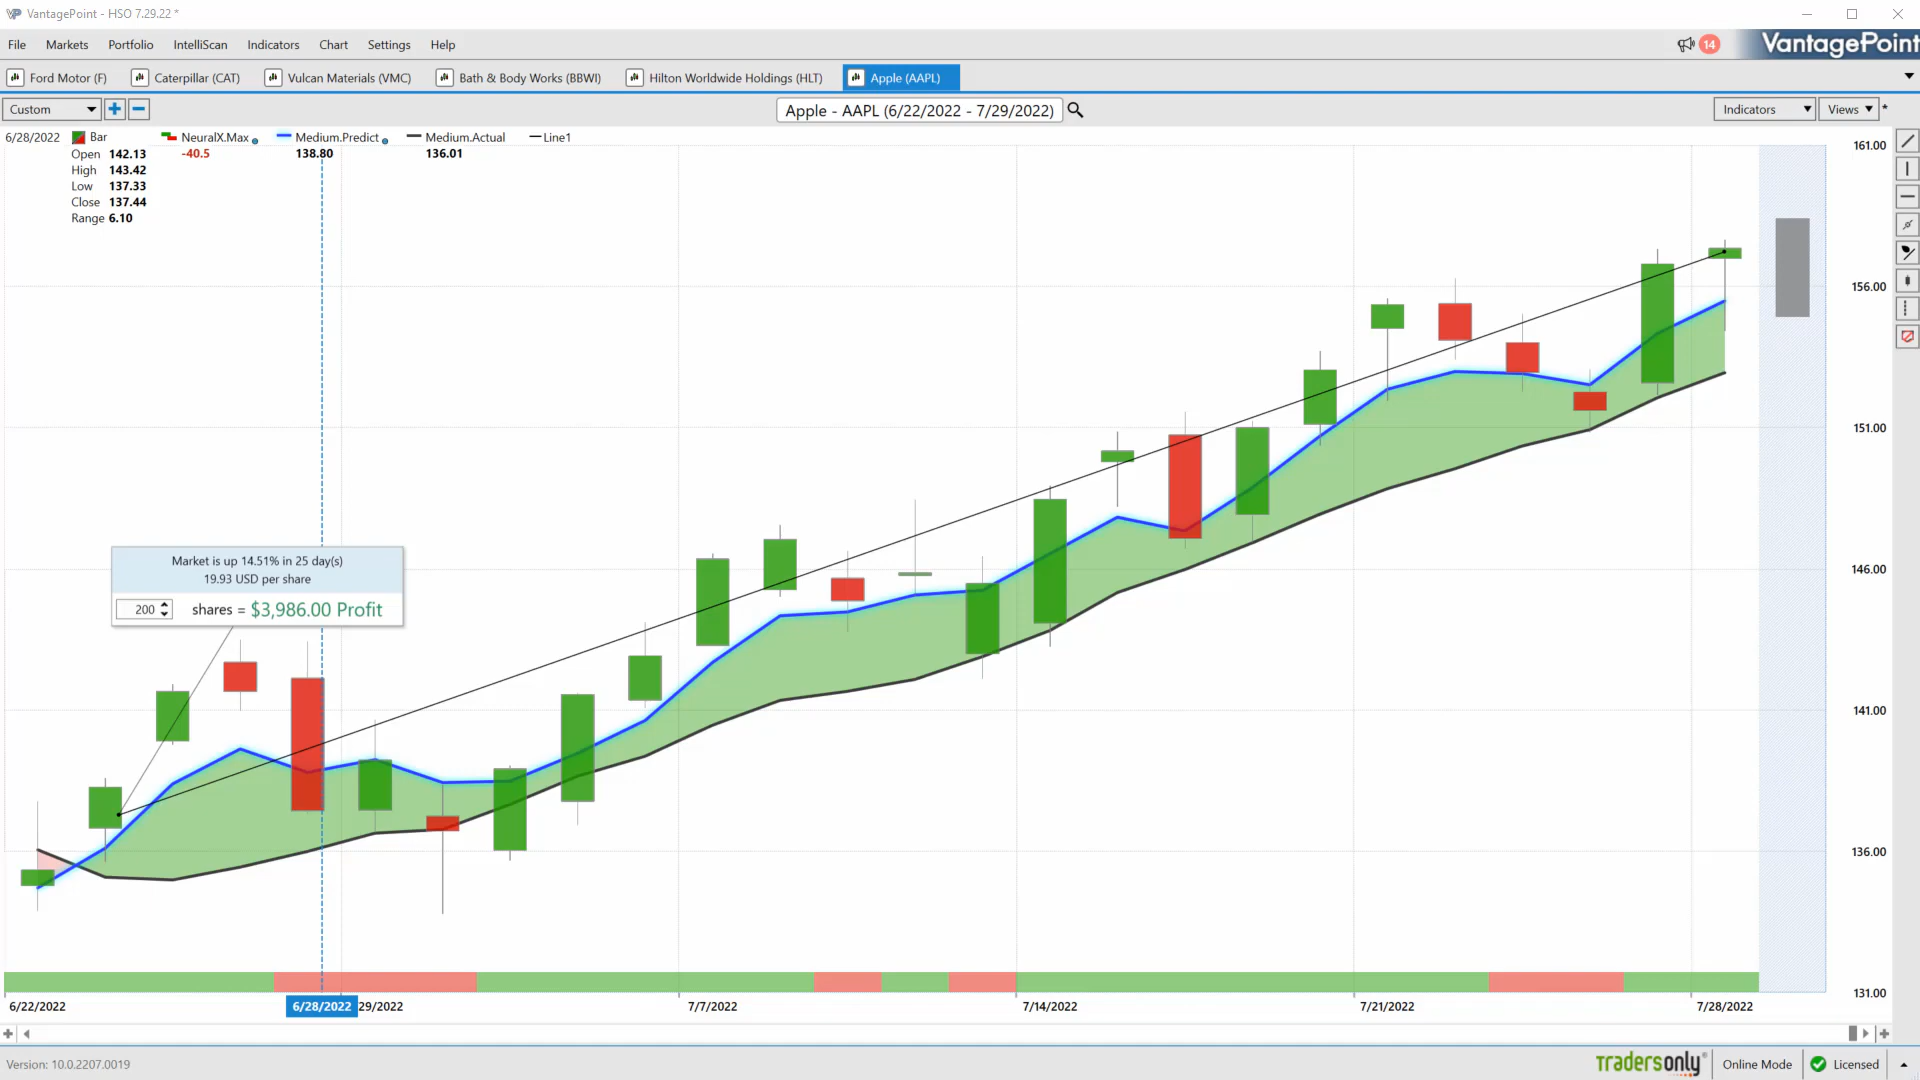 VantagePoint - HSO 7.29.22 *
File Markets Portfolio IntelliScan Indicators Chart Settings Help 14 VantagePoint
Ford Motor (F) Caterpillar (CAT) Vulcan Materials (VMC) Bath & Body Works (BBWI) Hilton Worldwide Holdings (HLT) Apple (AAPL)
Custom Apple - AAPL (6/22/2022 - 7/29/2022) Indicators Views *
6/28/2022 Bar NeuralX.Max Medium.Predict Medium.Actual Line1
Open 142.13 -40.5 138.80 136.01
High 143.42
Low 137.33
Close 137.44
Range 6.10
161.00
156.00
151.00
146.00
141.00
136.00
131.00
Market is up 14.51% in 25 day(s)
19.93 USD per share
200 shares = $3,986.00 Profit
6/22/2022 6/28/2022 29/2022 7/7/2022 7/14/2022 7/21/2022 7/28/2022
Version: 10.0.2207.0019 tradersonly Online Mode Licensed